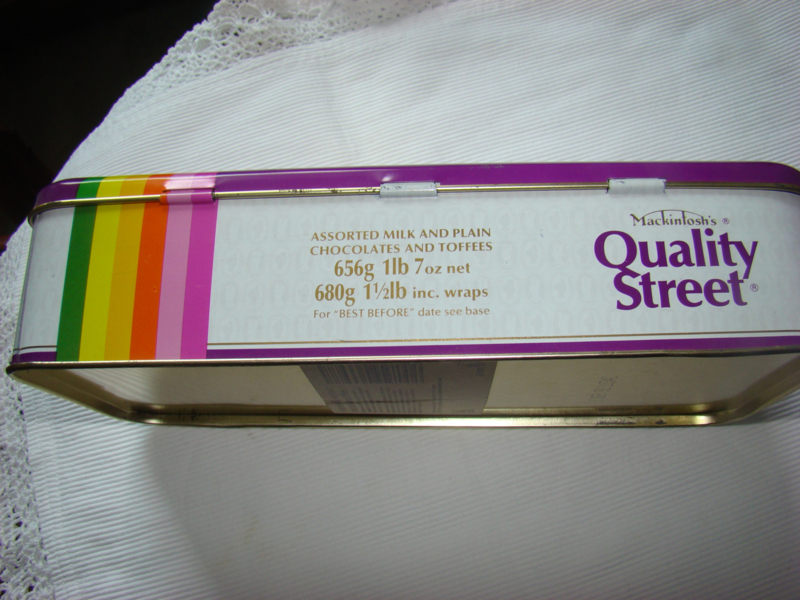 ASSORTED MILK AND PLAIN
CHOCOLATES AND TOFFEES
656g 1lb 7oz net
680g 1½lb inc. wraps
For "BEST BEFORE" date see base
Mackintosh's ®
Quality
Street®